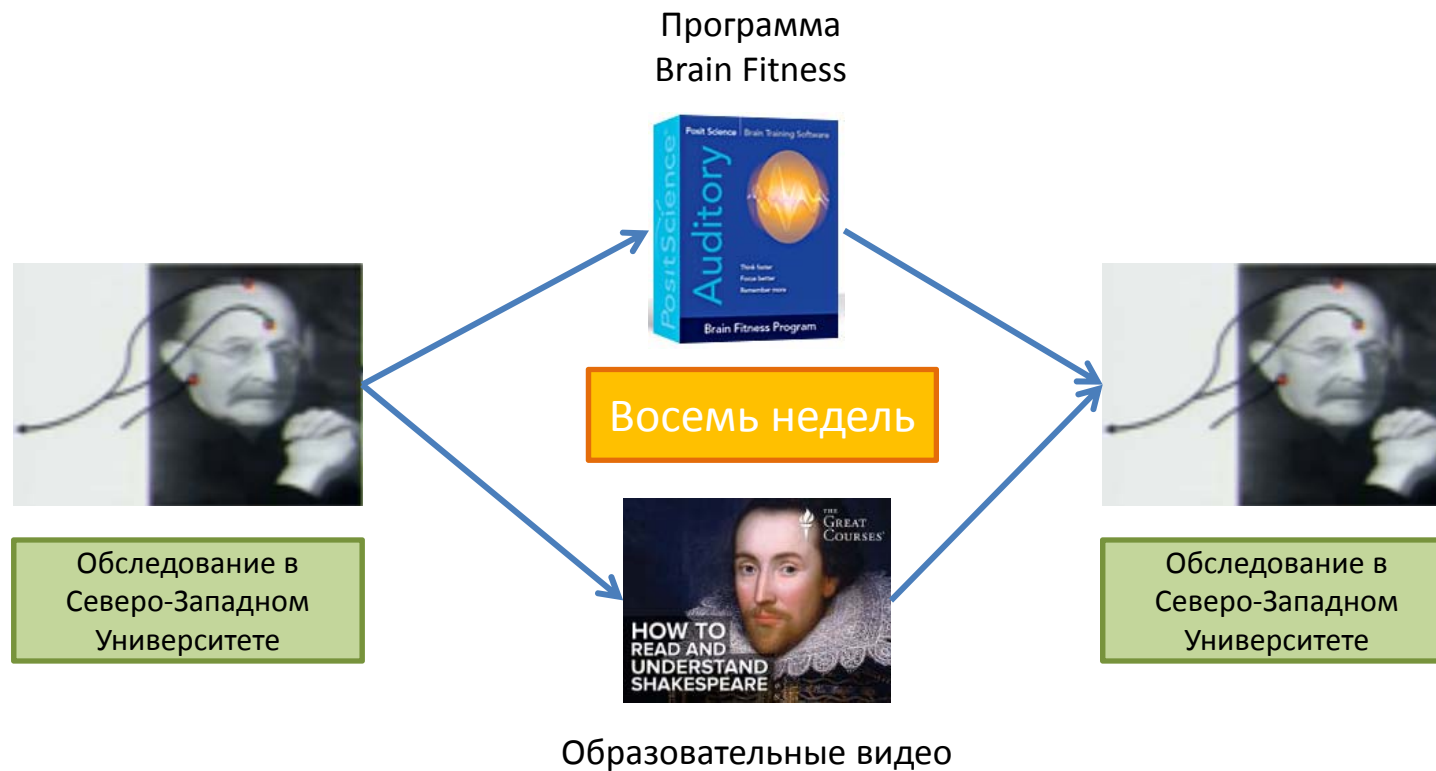 Программа
Brain Fitness
Posit Science | Brain Training Software
PositScience
Auditory
Think faster
Focus better
Remember more
Brain Fitness Program
Восемь недель
Обследование в
Северо-Западном
Университете
THE
GREAT
COURSES®
HOW TO
READ AND
UNDERSTAND
SHAKESPEARE
Обследование в
Северо-Западном
Университете
Образовательные видео